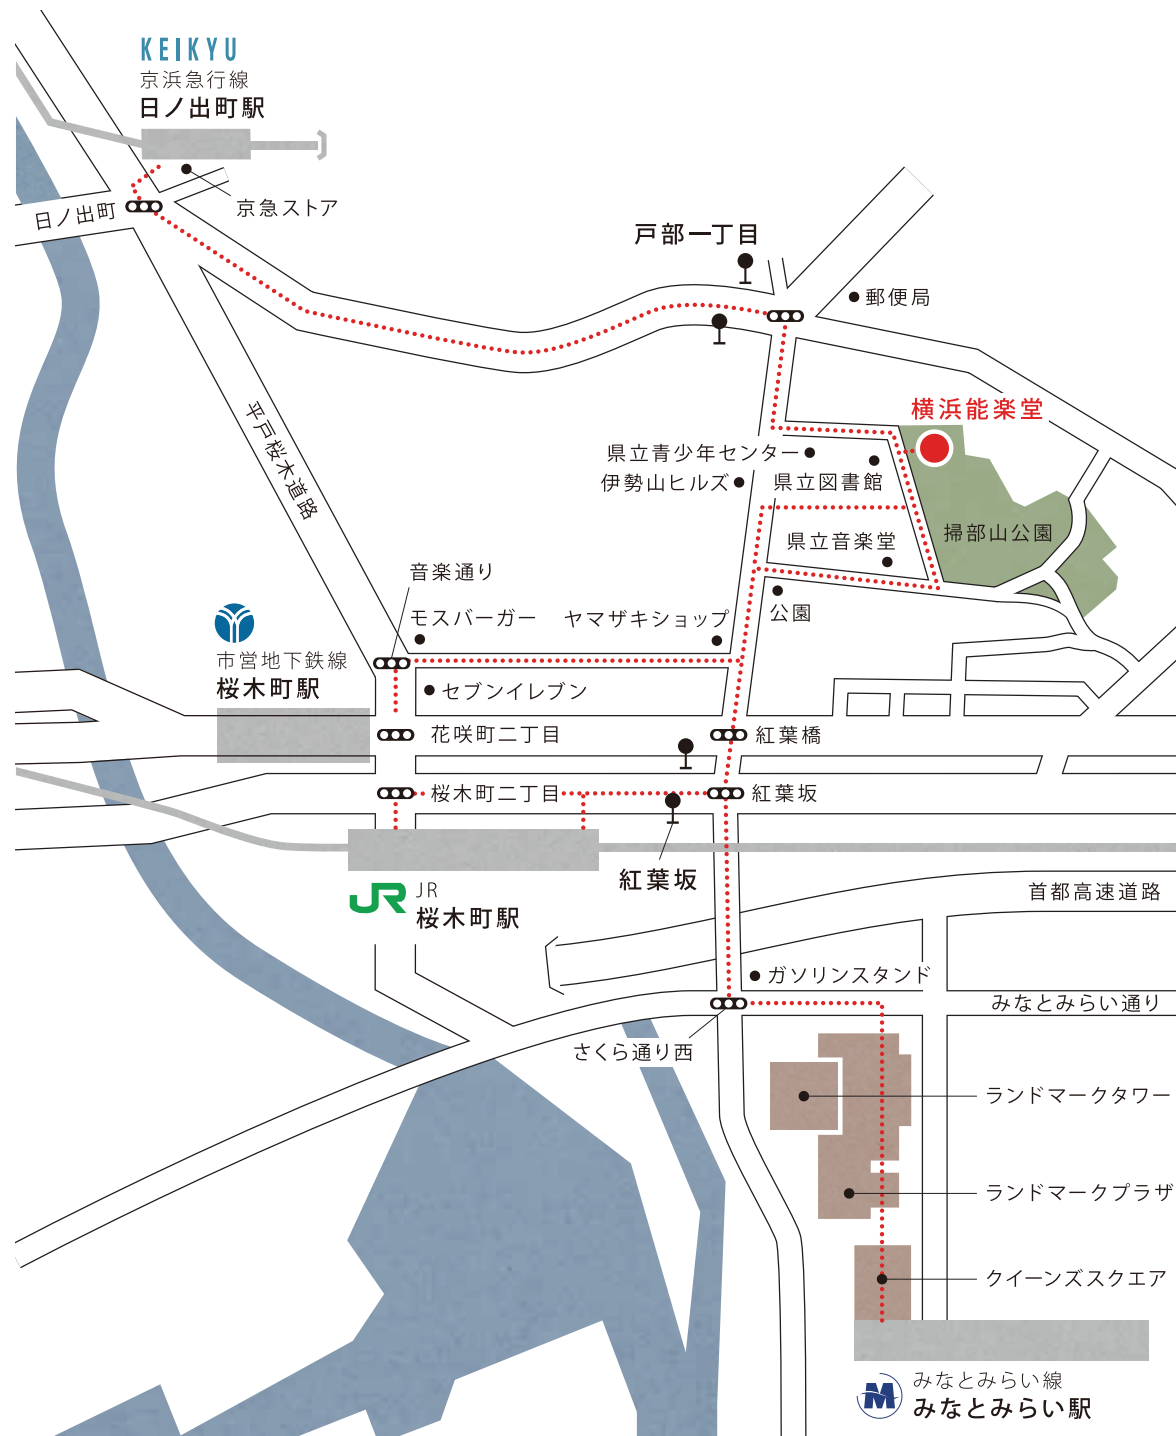 KEIKYU
京浜急行線
日ノ出町駅
京急ストア
日ノ出町
戸部一丁目
郵便局
横浜能楽堂
平戸桜木道路
県立青少年センター
伊勢山ヒルズ
県立図書館
掃部山公園
県立音楽堂
音楽通り
モスバーガー
ヤマザキショップ
公園
市営地下鉄線
桜木町駅
セブンイレブン
花咲町二丁目
紅葉橋
桜木町二丁目
紅葉坂
紅葉坂
JR
JR
桜木町駅
首都高速道路
ガソリンスタンド
みなとみらい通り
さくら通り西
ランドマークタワー
ランドマークプラザ
クイーンズスクエア
M
みなとみらい線
みなとみらい駅